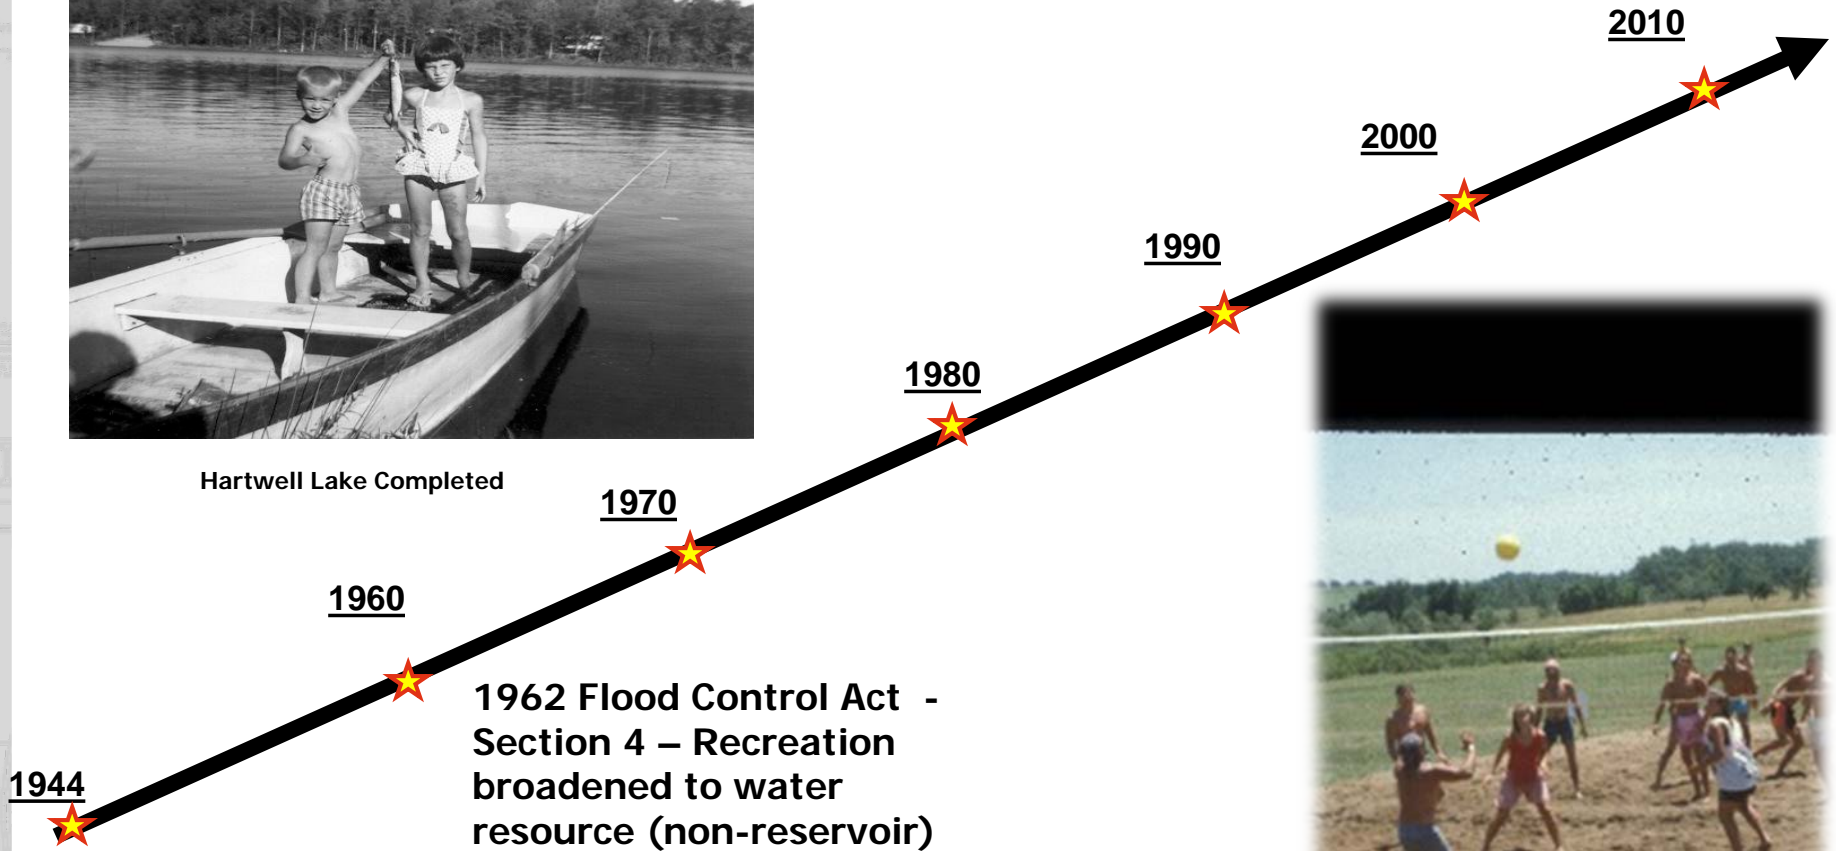 2010
2000
1990
1980
Hartwell Lake Completed
1970
1960
1962 Flood Control Act  -
Section 4 – Recreation
broadened to water
resource (non-reservoir)
1944